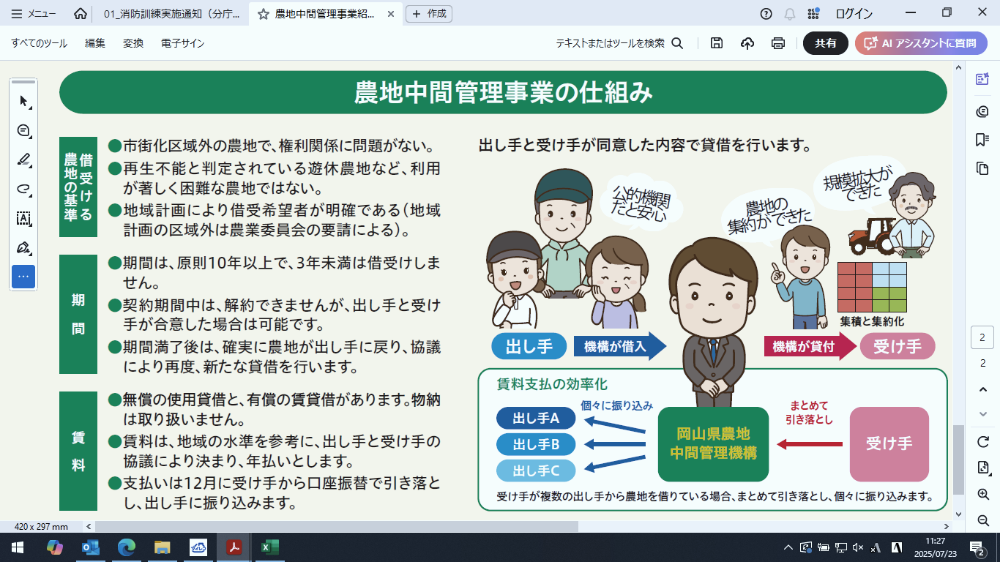 メニュー
01_消防訓練実施通知（分庁...
農地中間管理事業紹...
作成
ログイン
すべてのツール
編集
変換
電子サイン
テキストまたはツールを検索
共有
AI アシスタントに質問
農地中間管理事業の仕組み
借受ける
農地の基準
●市街化区域外の農地で、権利関係に問題がない。
●再生不能と判定されている遊休農地など、利用
が著しく困難な農地ではない。
●地域計画により借受希望者が明確である（地域
計画の区域外は農業委員会の要請による）。
期間
●期間は、原則10年以上で、3年未満は借受けしま
せん。
●契約期間中は、解約できませんが、出し手と受け
手が合意した場合は可能です。
●期間満了後は、確実に農地が出し手に戻り、協議
により再度、新たな貸借を行います。
賃料
●無償の使用貸借と、有償の賃貸借があります。物納
は取り扱いません。
●賃料は、地域の水準を参考に、出し手と受け手の
協議により決まり、年払いとします。
●支払いは12月に受け手から口座振替で引き落と
し、出し手に振り込みます。
出し手と受け手が同意した内容で貸借を行います。
公的機関
だと安心
農地の
集約ができた
規模拡大が
できた
集積と集約化
出し手
機構が借入
機構が貸付
受け手
賃料支払の効率化
個々に振り込み
出し手A
出し手B
出し手C
岡山県農地
中間管理機構
まとめて
引き落とし
受け手
受け手が複数の出し手から農地を借りている場合、まとめて引き落とし、個々に振り込みます。
2
2
420 x 297 mm
A
11:27
2025/07/23
2